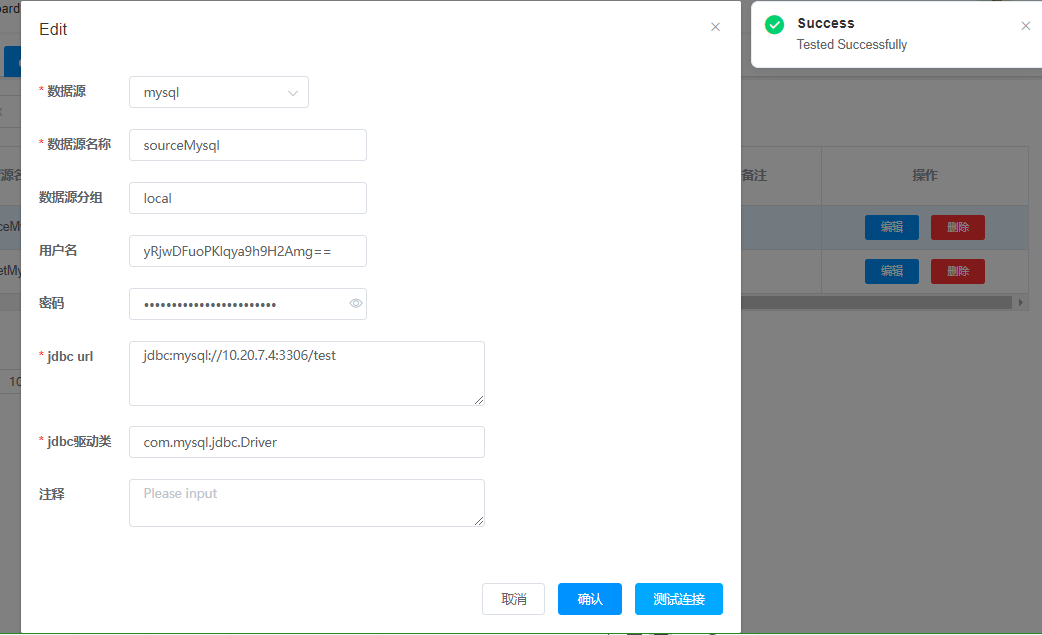 Edit
Success
Tested Successfully
* 数据源 mysql
* 数据源名称 sourceMysql
数据源分组 local
用户名 yRjwDFuoPKlqya9h9H2Amg==
密码 ••••••••••••••••••••••••
* jdbc url jdbc:mysql://10.20.7.4:3306/test
* jdbc驱动类 com.mysql.jdbc.Driver
注释 Please input
取消 确认 测试连接
备注 操作
编辑 删除
编辑 删除
10